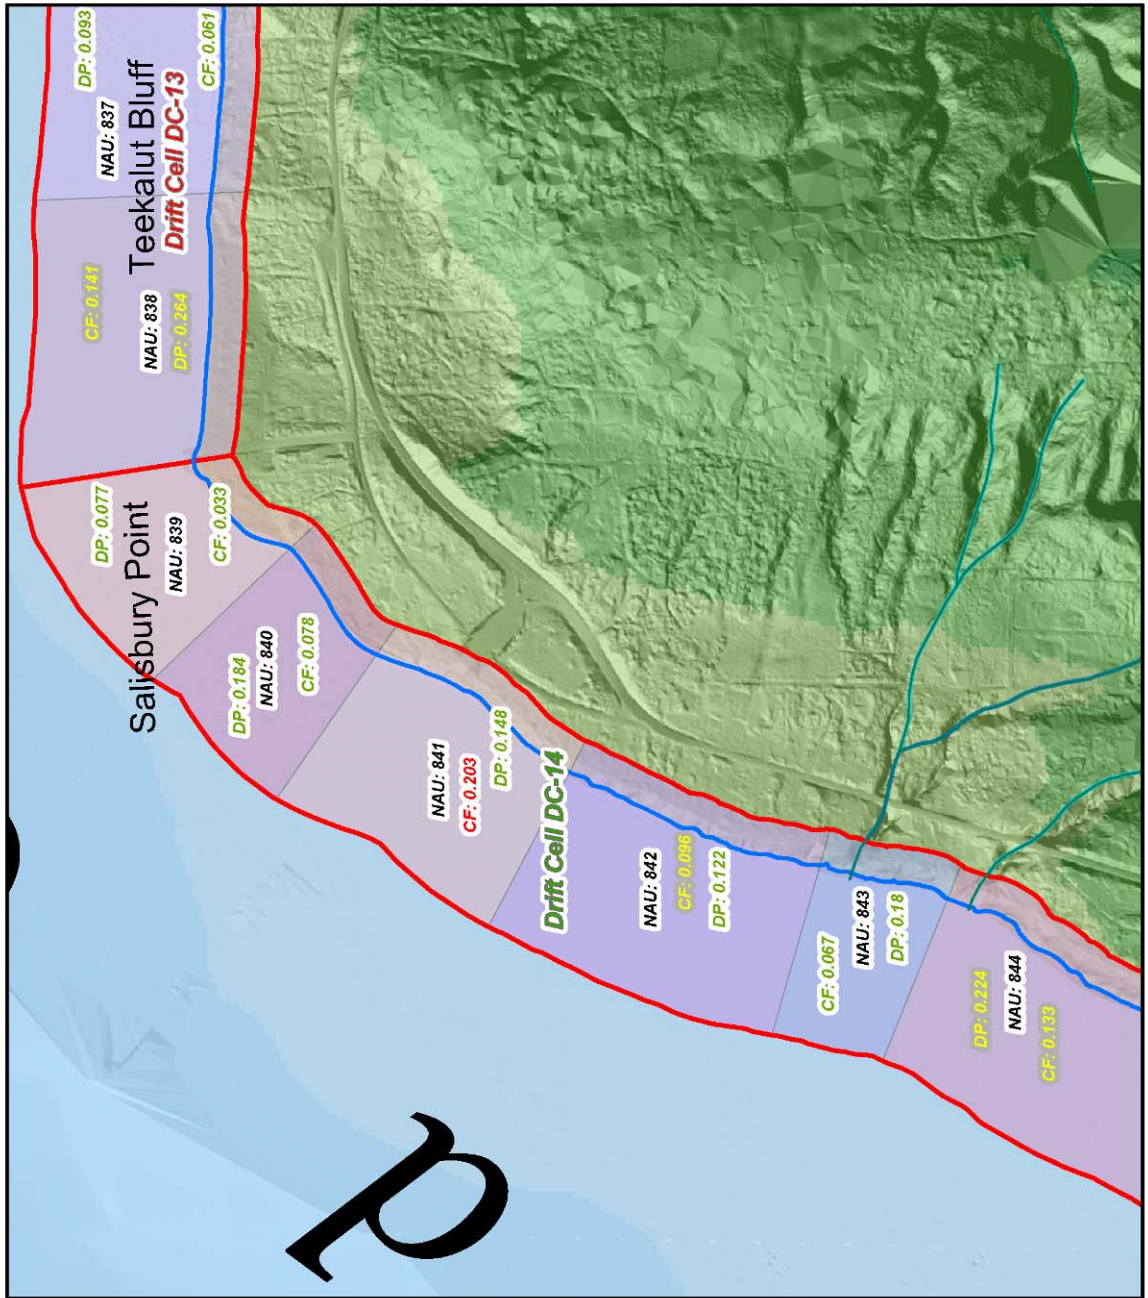 DP: 0.093
NAU: 837
CF: 0.061
Teekalut Bluff
Drift Cell DC-13
CF: 0.141
NAU: 838
DP: 0.264
DP: 0.077
NAU: 839
CF: 0.033
Salisbury Point
DP: 0.184
NAU: 840
CF: 0.078
NAU: 841
CF: 0.203
DP: 0.148
Drift Cell DC-14
NAU: 842
CF: 0.096
DP: 0.122
CF: 0.067
NAU: 843
DP: 0.18
DP: 0.224
NAU: 844
CF: 0.133
p